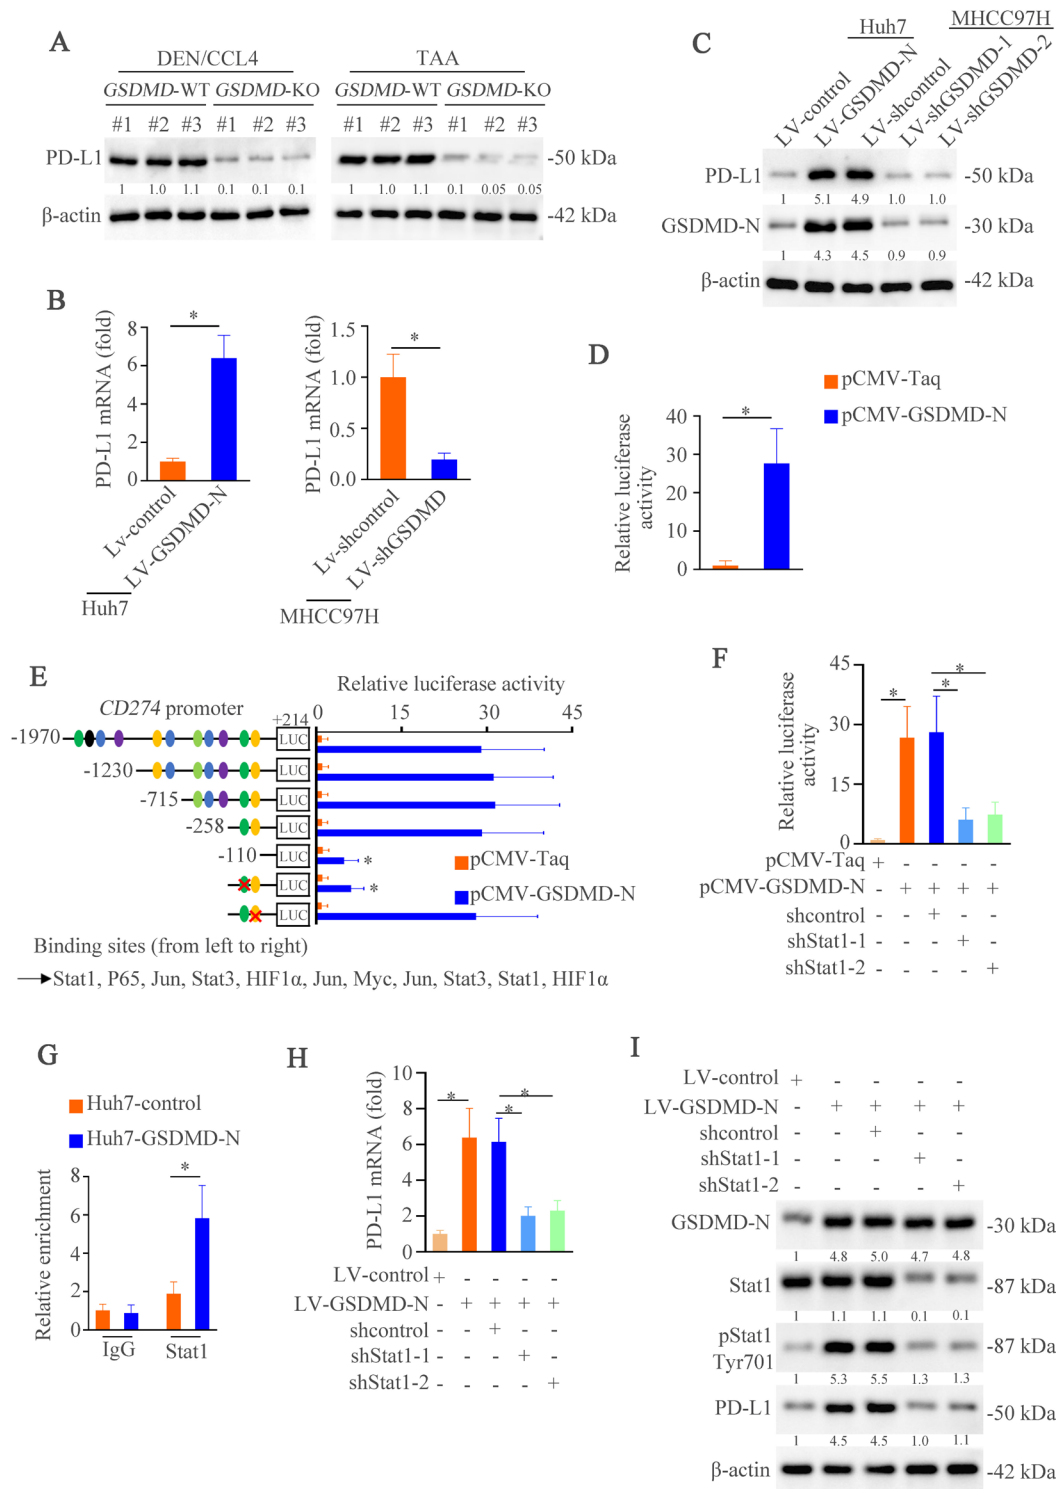 A
DEN/CCL4
TAA
GSDMD-WT GSDMD-KO
GSDMD-WT GSDMD-KO
#1 #2 #3 #1 #2 #3
#1 #2 #3 #1 #2 #3
PD-L1
-50 kDa
1 1.0 1.1 0.1 0.1 0.1
1 1.0 1.1 0.1 0.05 0.05
β-actin
-42 kDa
C
Huh7
MHCC97H
LV-control
LV-GSDMD-N
LV-shcontrol
LV-shGSDMD-1
LV-shGSDMD-2
PD-L1
-50 kDa
1 5.1 4.9 1.0 1.0
GSDMD-N
-30 kDa
1 4.3 4.5 0.9 0.9
β-actin
-42 kDa
B
PD-L1 mRNA (fold)
8
6
4
2
0
*
Lv-control
LV-GSDMD-N
Huh7
PD-L1 mRNA (fold)
1.5
1.0
0.5
0
*
Lv-shcontrol
LV-shGSDMD
MHCC97H
D
pCMV-Taq
pCMV-GSDMD-N
Relative luciferase
activity
40
30
20
10
0
*
E
Relative luciferase activity
CD274 promoter
+214
0 15 30 45
-1970
LUC
-1230
LUC
-715
LUC
-258
LUC
-110
LUC
*
LUC
*
LUC
pCMV-Taq
pCMV-GSDMD-N
Binding sites (from left to right)
Stat1, P65, Jun, Stat3, HIF1α, Jun, Myc, Jun, Stat3, Stat1, HIF1α
F
Relative luciferase
activity
45
30
15
0
* * *
pCMV-Taq + - - - -
pCMV-GSDMD-N - + + + +
shcontrol - - + - -
shStat1-1 - - - + -
shStat1-2 - - - - +
G
Huh7-control
Huh7-GSDMD-N
Relative enrichment
8
6
4
2
0
*
IgG Stat1
H
PD-L1 mRNA (fold)
10
8
6
4
2
0
* * *
LV-control + - - - -
LV-GSDMD-N - + + + +
shcontrol - - + - -
shStat1-1 - - - + -
shStat1-2 - - - - +
I
LV-control + - - - -
LV-GSDMD-N - + + + +
shcontrol - - + - -
shStat1-1 - - - + -
shStat1-2 - - - - +
GSDMD-N
-30 kDa
1 4.8 5.0 4.7 4.8
Stat1
-87 kDa
1 1.1 1.1 0.1 0.1
pStat1
Tyr701
-87 kDa
1 5.3 5.5 1.3 1.3
PD-L1
-50 kDa
1 4.5 4.5 1.0 1.1
β-actin
-42 kDa